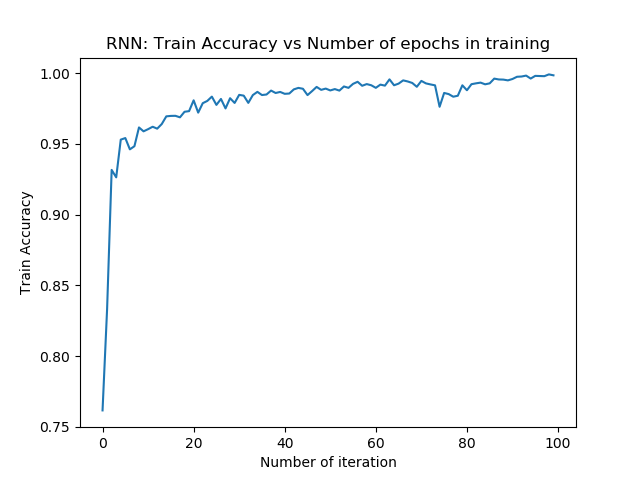 RNN: Train Accuracy vs Number of epochs in training
1.00
0.95
0.90
0.85
0.80
0.75
Train Accuracy
0 20 40 60 80 100
Number of iteration